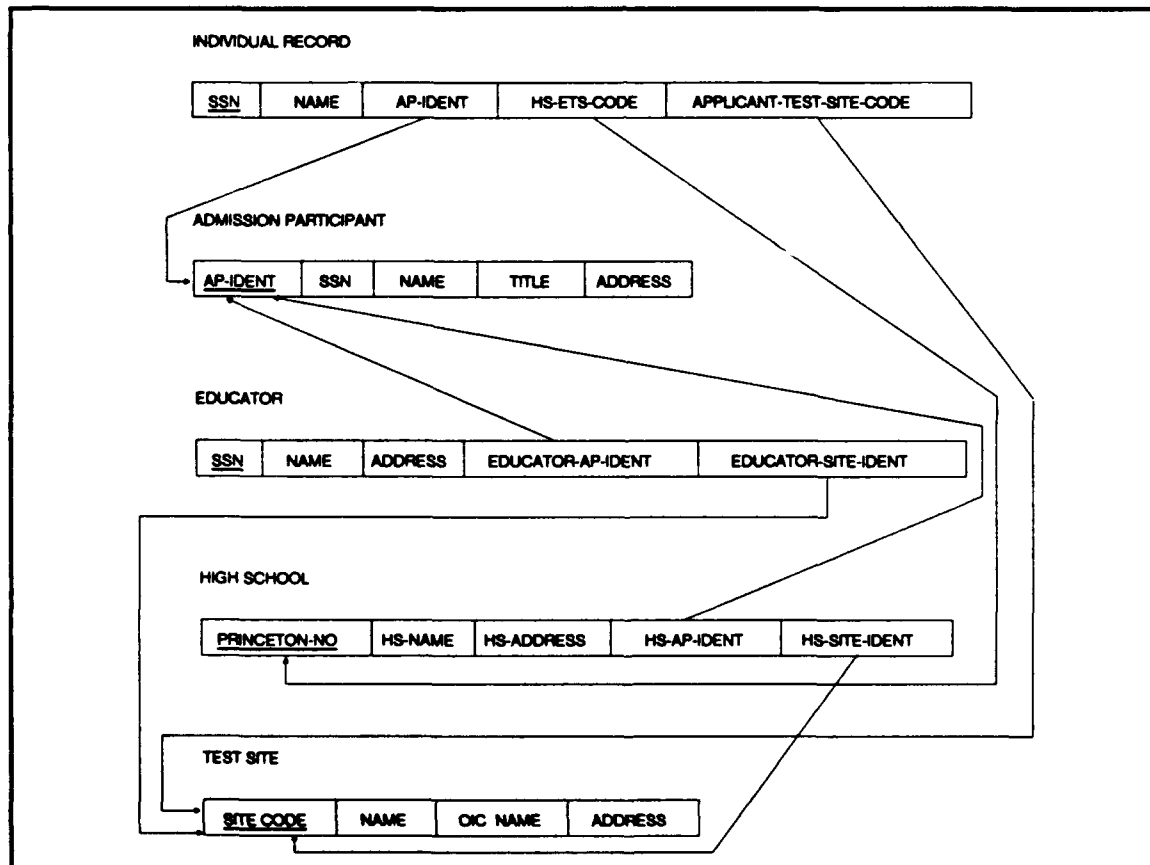 INDIVIDUAL RECORD
SSN NAME AP-IDENT HS-ETS-CODE APPLICANT-TEST-SITE-CODE
ADMISSION PARTICIPANT
AP-IDENT SSN NAME TITLE ADDRESS
EDUCATOR
SSN NAME ADDRESS EDUCATOR-AP-IDENT EDUCATOR-SITE-IDENT
HIGH SCHOOL
PRINCETON-NO HS-NAME HS-ADDRESS HS-AP-IDENT HS-SITE-IDENT
TEST SITE
SITE CODE NAME OIC NAME ADDRESS